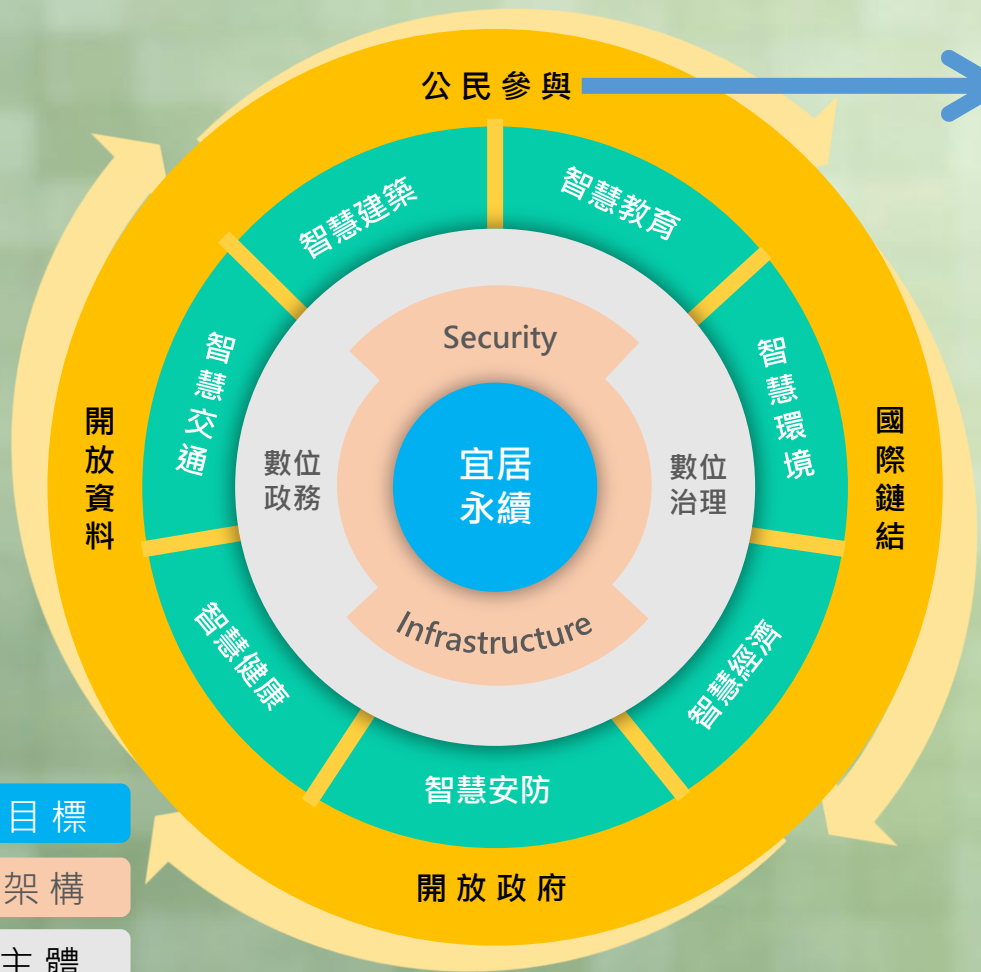 公民參與
智慧建築
智慧教育
智慧交通
智慧環境
Security
開放資料
數位
政務
宜居
永續
數位
治理
國際鏈結
Infrastructure
智慧健康
智慧經濟
智慧安防
開放政府
目標
架構
主體